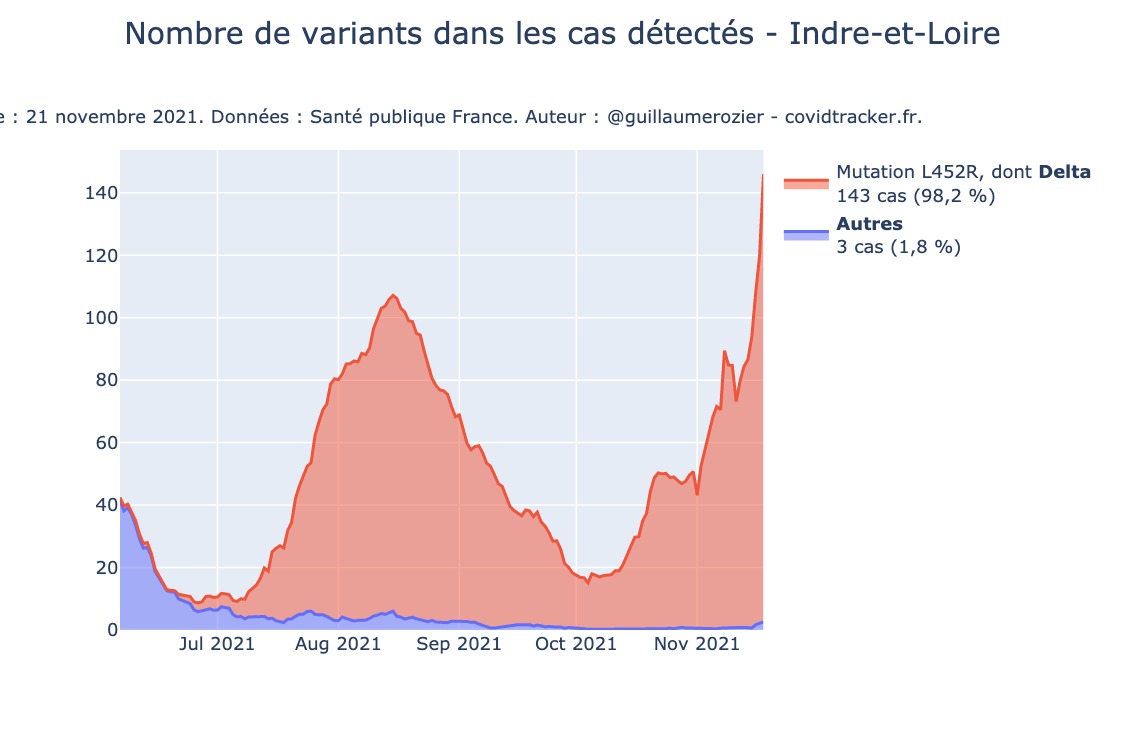 Nombre de variants dans les cas détectés - Indre-et-Loire
: 21 novembre 2021. Données : Santé publique France. Auteur : @guillaumerozier - covidtracker.fr.
Mutation L452R, dont Delta
143 cas (98,2 %)
Autres
3 cas (1,8 %)
140
120
100
80
60
40
20
0
Jul 2021 Aug 2021 Sep 2021 Oct 2021 Nov 2021